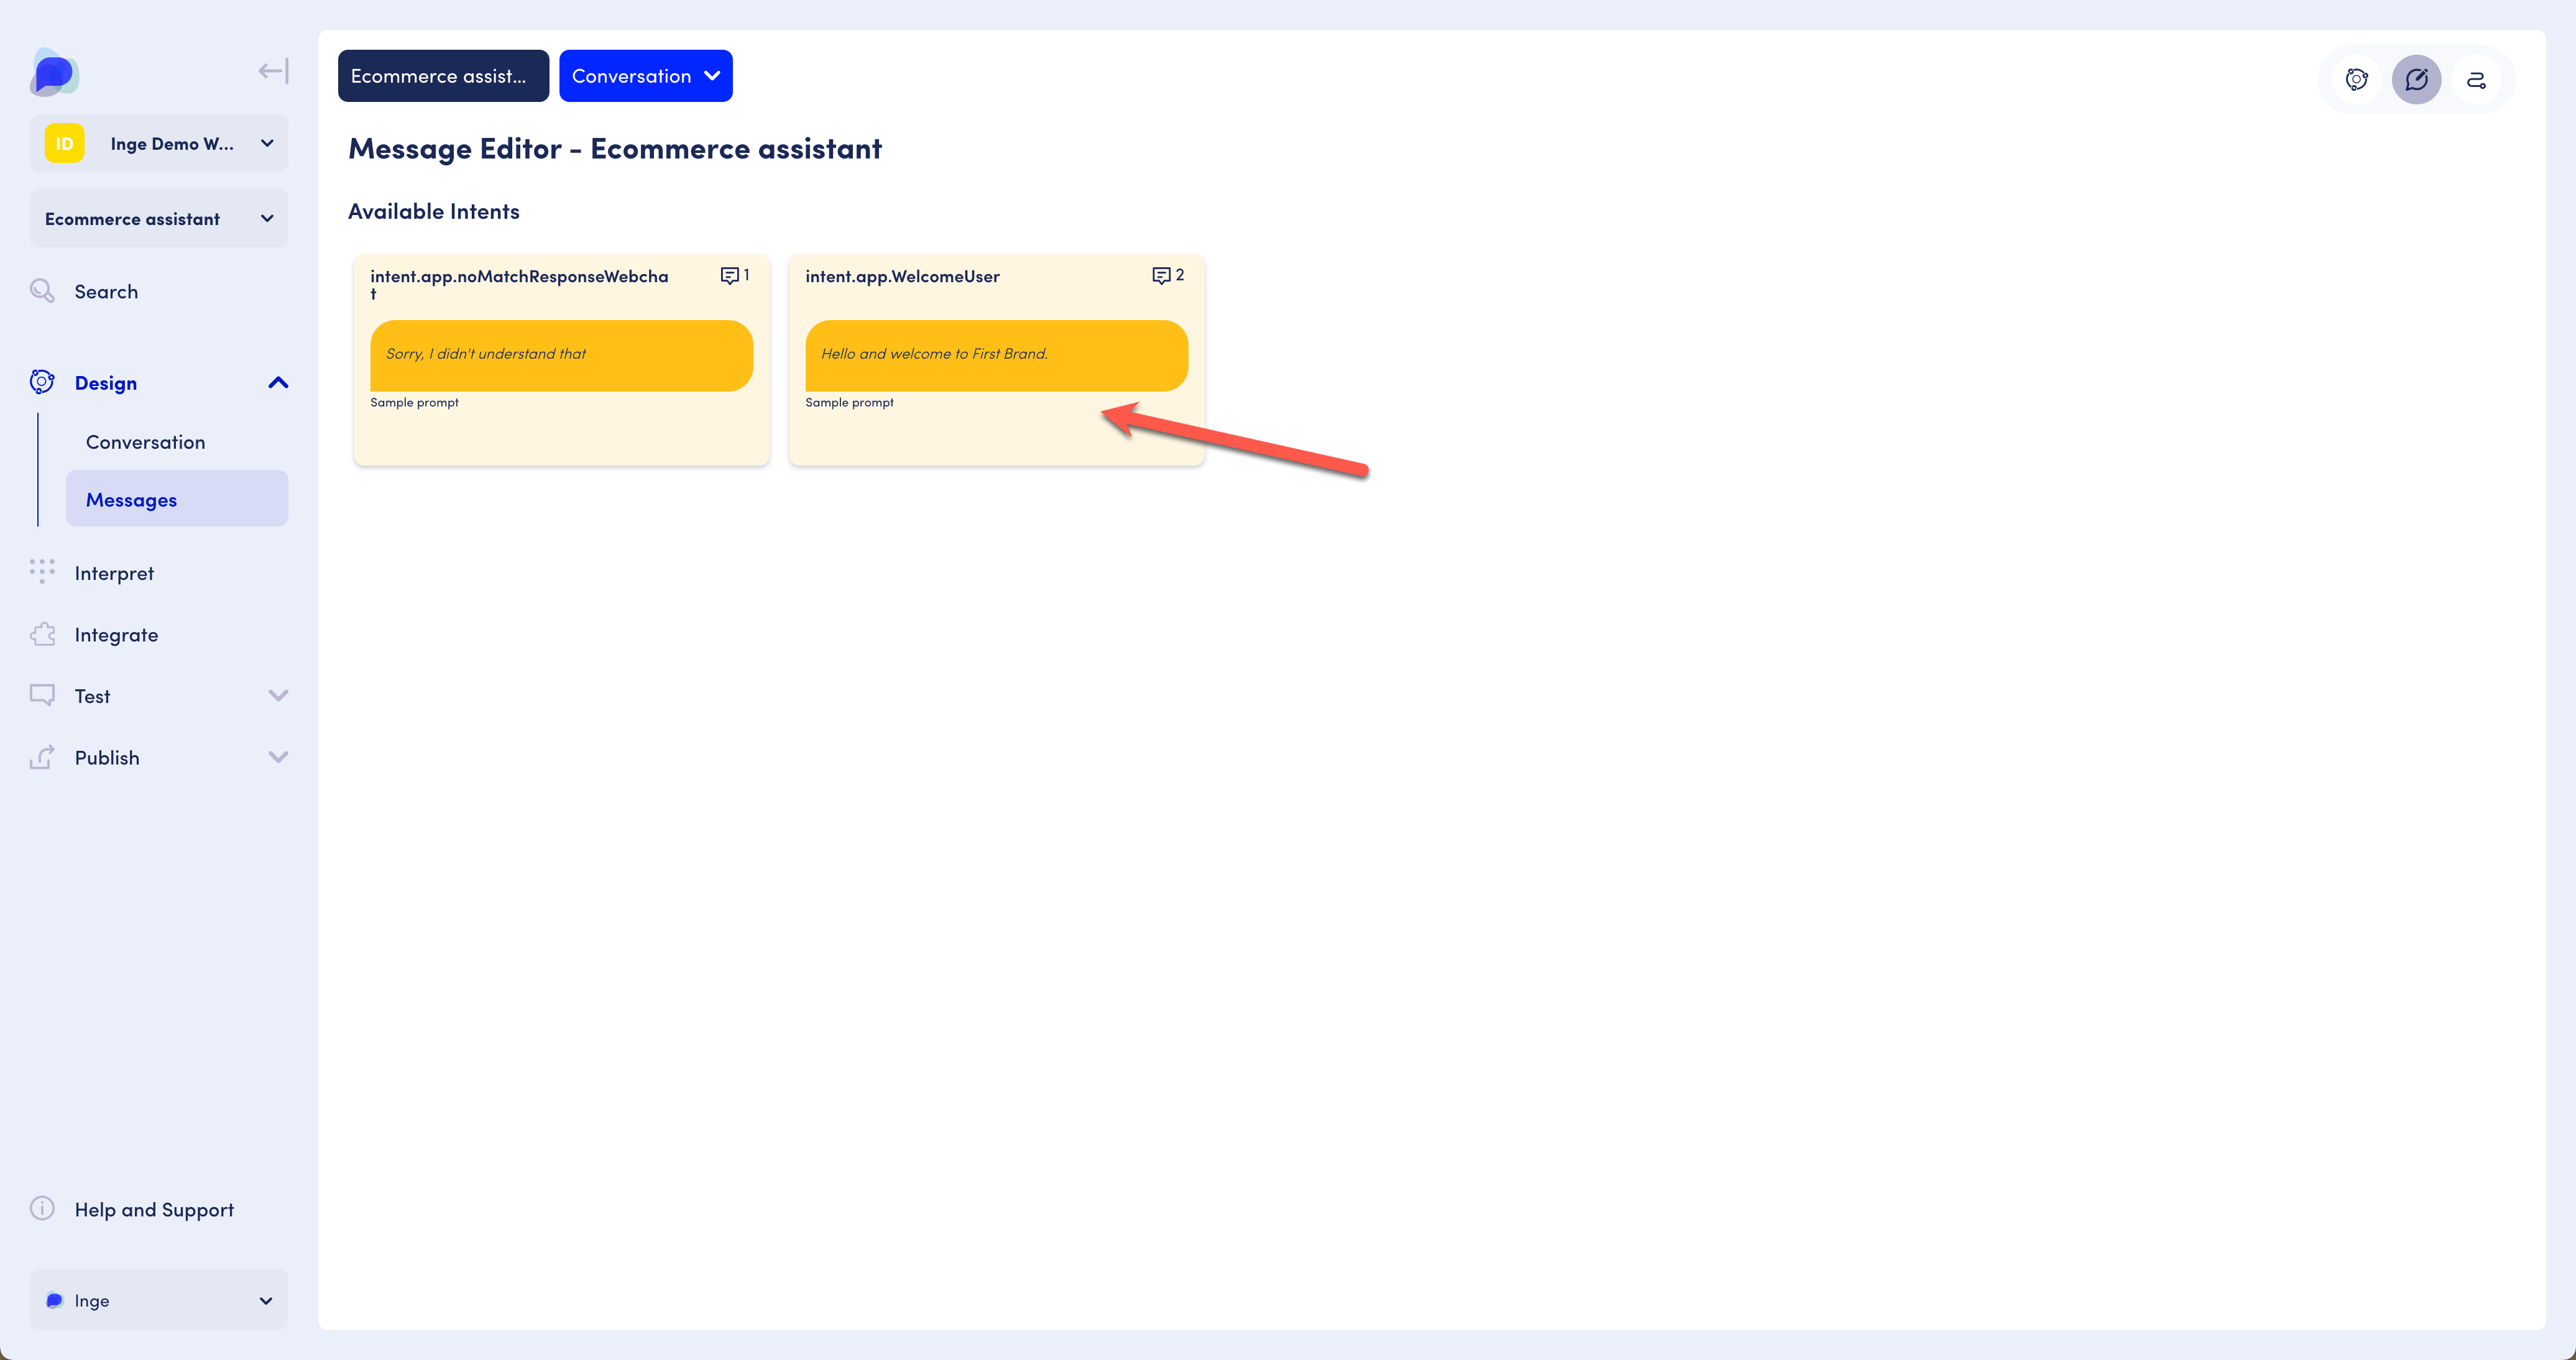 ID
Inge Demo W...
Ecommerce assistant
Search
Design
Conversation
Messages
Interpret
Integrate
Test
Publish
Help and Support
Inge
Ecommerce assist...
Conversation
Message Editor - Ecommerce assistant
Available Intents
intent.app.noMatchResponseWebcha
t
1
Sorry, I didn't understand that
Sample prompt
intent.app.WelcomeUser
2
Hello and welcome to First Brand.
Sample prompt